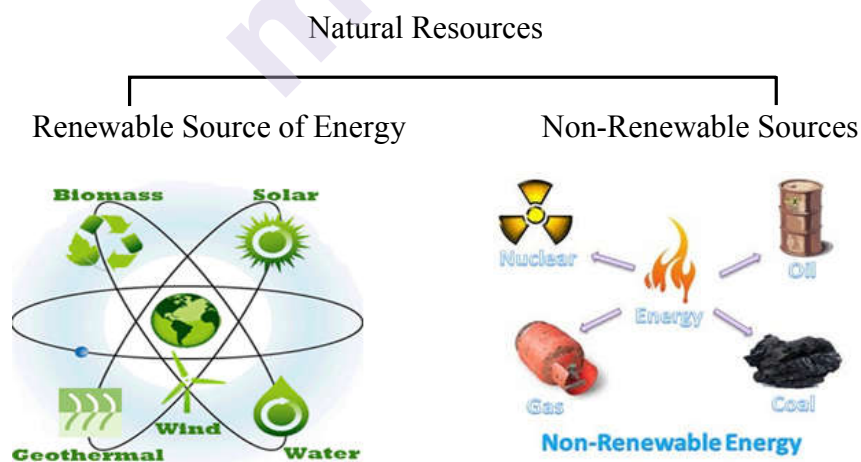 Natural Resources
Renewable Source of Energy
Non-Renewable Sources
Biomass
Solar
Geothermal
Wind
Water
Nuclear
Oil
Energy
Gas
Coal
Non-Renewable Energy